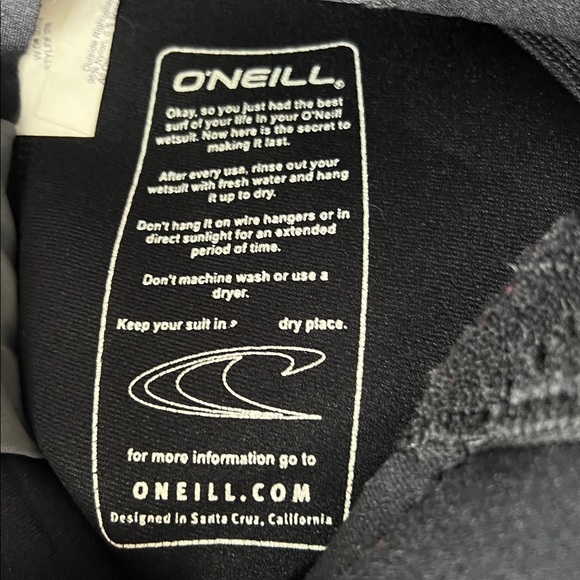 O'NEILL®
Okay, so you just had the best
surf of your life in your O'Neill
wetsuit. Now here is the secret to
making it last.
After every use, rinse out your
wetsuit with fresh water and hang
it up to dry.
Don't hang it on wire hangers or in
direct sunlight for an extended
period of time.
Don't machine wash or use a
dryer.
Keep your suit in dry place.
for more information go to
ONEILL.COM
Designed in Santa Cruz, California